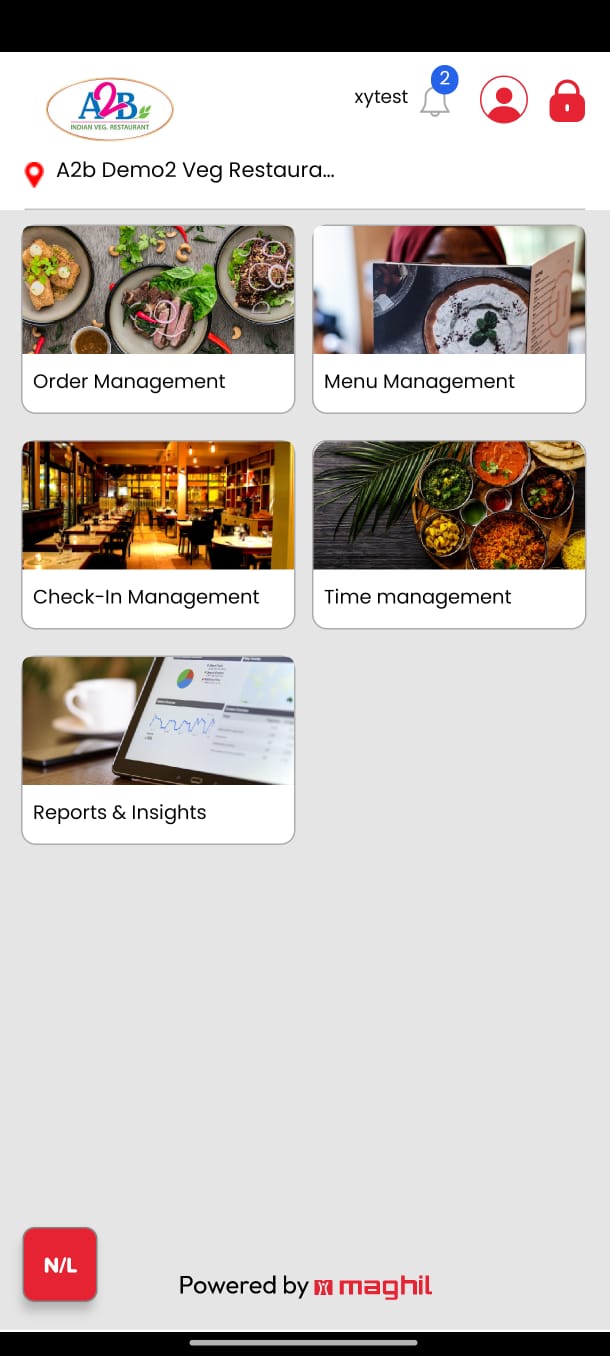 A2B
INDIAN VEG. RESTAURANT
xytest
2
A2b Demo2 Veg Restaura...
Order Management
Menu Management
Check-In Management
Time management
Reports & Insights
N/L
Powered by maghil